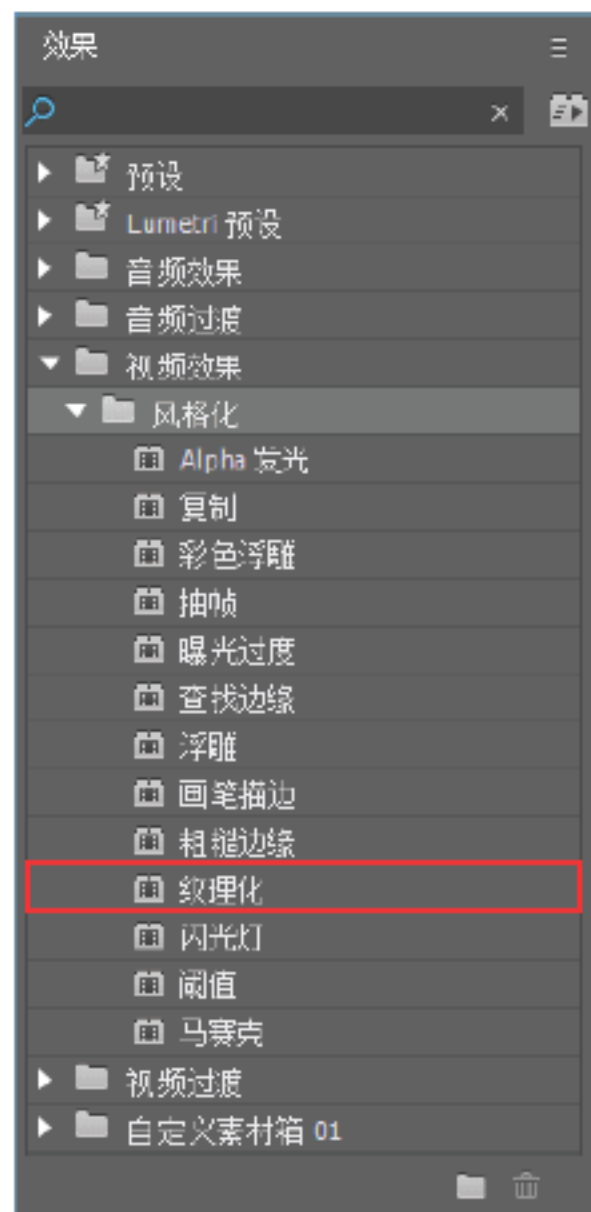 效果
预设
Lumetri 预设
音频效果
音频过渡
视频效果
风格化
Alpha 发光
复制
彩色浮雕
抽帧
曝光过度
查找边缘
浮雕
画笔描边
粗糙边缘
纹理化
闪光灯
阈值
马赛克
视频过渡
自定义素材箱 01